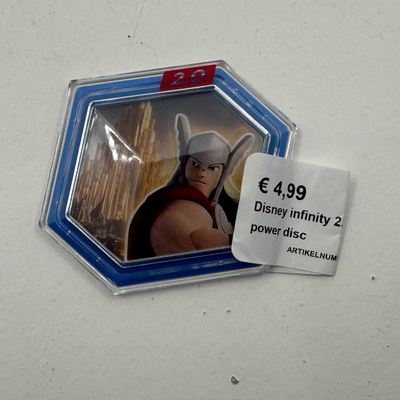 2.0
€ 4,99
Disney infinity 2.
power disc
ARTIKELNUM